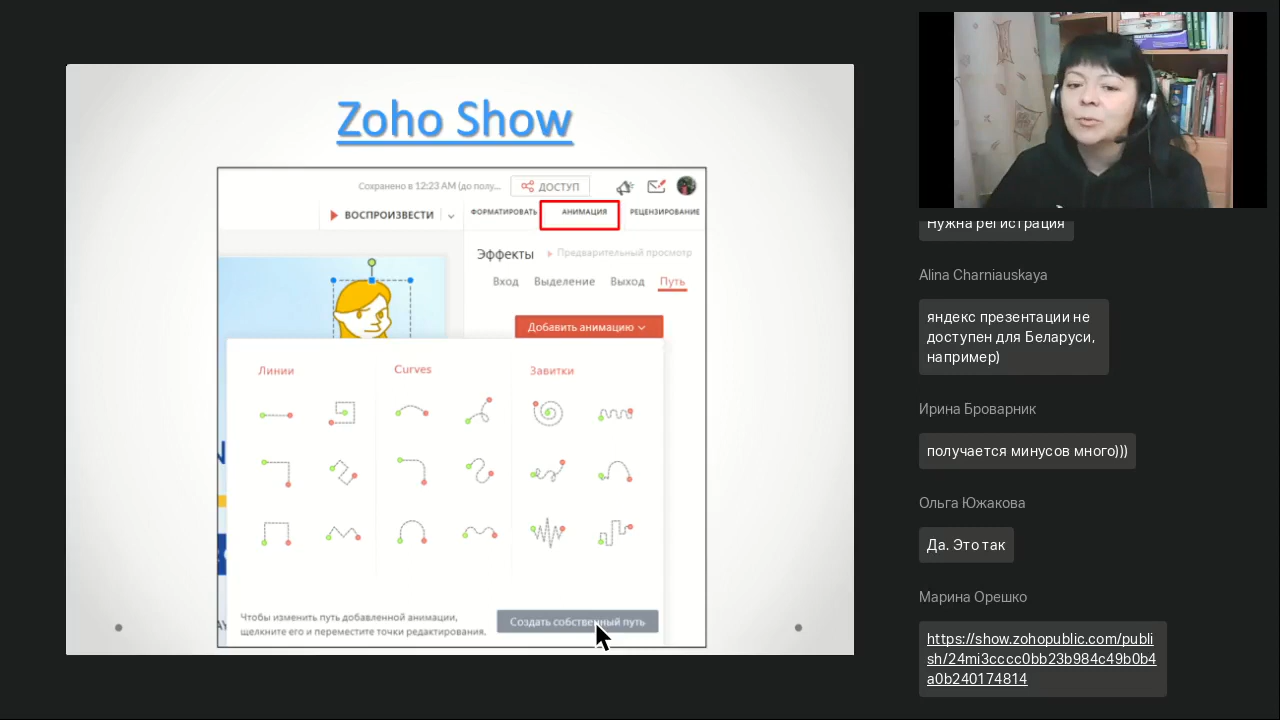 Zoho Show
Сохранено в 12:23 AM (до полу...
ДОСТУП
ВОСПРОИЗВЕСТИ
ФОРМАТИРОВАТЬ
АНИМАЦИЯ
РЕЦЕНЗИРОВАНИЕ
Эффекты
Предварительный просмотр
Вход
Выделение
Выход
Путь
Добавить анимацию
Линии
Curves
Завитки
Чтобы изменить путь добавленной анимации,
щелкните его и переместите точки редактирования.
Создать собственный путь
Нужна регистрация
Alina Charniauskaya
яндекс презентации не
доступен для Беларуси,
например)
Ирина Броварник
получается минусов много)))
Ольга Южакова
Да. Это так
Марина Орешко
https://show.zohopublic.com/publi
sh/24mi3cccc0bb23b984c49b0b4
a0b240174814